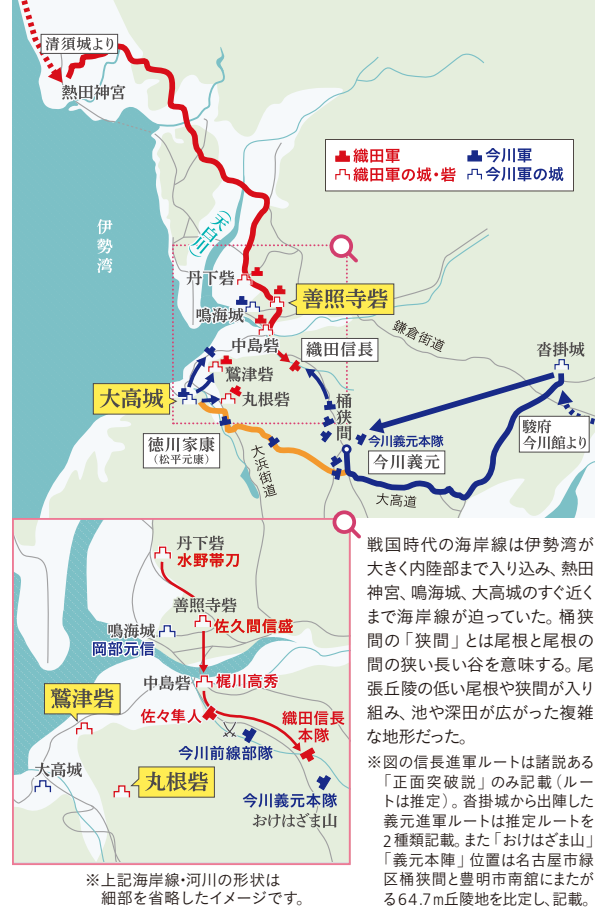 清須城より
熱田神宮
織田軍
今川軍
織田軍の城・砦
今川軍の城
伊勢湾
(天白川)
丹下砦
善照寺砦
鳴海城
中島砦
織田信長
鎌倉街道
沓掛城
鷲津砦
大高城
丸根砦
桶狭間
駿府
今川館より
徳川家康
(松平元康)
今川義元本隊
今川義元
大浜街道
大高道
丹下砦
水野帯刀
善照寺砦
佐久間信盛
鳴海城
岡部元信
中島砦
梶川高秀
鷲津砦
佐々隼人
織田信長
本隊
今川前線部隊
大高城
丸根砦
今川義元本隊
おけはざま山
※上記海岸線・河川の形状は
細部を省略したイメージです。
戦国時代の海岸線は伊勢湾が
大きく内陸部まで入り込み、熱田
神宮、鳴海城、大高城のすぐ近く
まで海岸線が迫っていた。桶狭
間の「狭間」とは尾根と尾根の
間の狭い長い谷を意味する。尾
張丘陵の低い尾根や狭間が入り
組み、池や深田が広がった複雑
な地形だった。
※図の信長進軍ルートは諸説ある
「正面突破説」のみ記載(ルー
トは推定)。沓掛城から出陣した
義元進軍ルートは推定ルートを
2種類記載。また「おけはざま山」
「義元本陣」位置は名古屋市緑
区桶狭間と豊明市南舘にまたが
る64.7m丘陵地を比定し、記載。